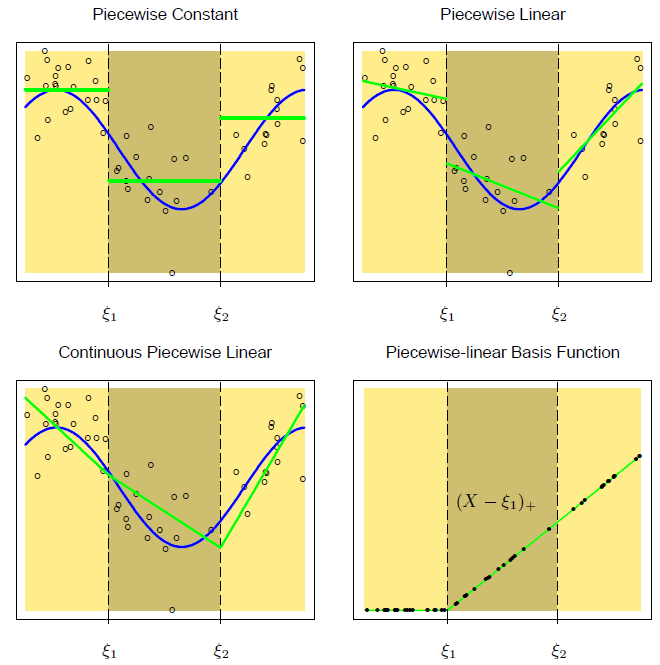 Piecewise Constant
Piecewise Linear
ξ1 ξ2
ξ1 ξ2
Continuous Piecewise Linear
Piecewise-linear Basis Function
(X − ξ1)+
ξ1 ξ2
ξ1 ξ2